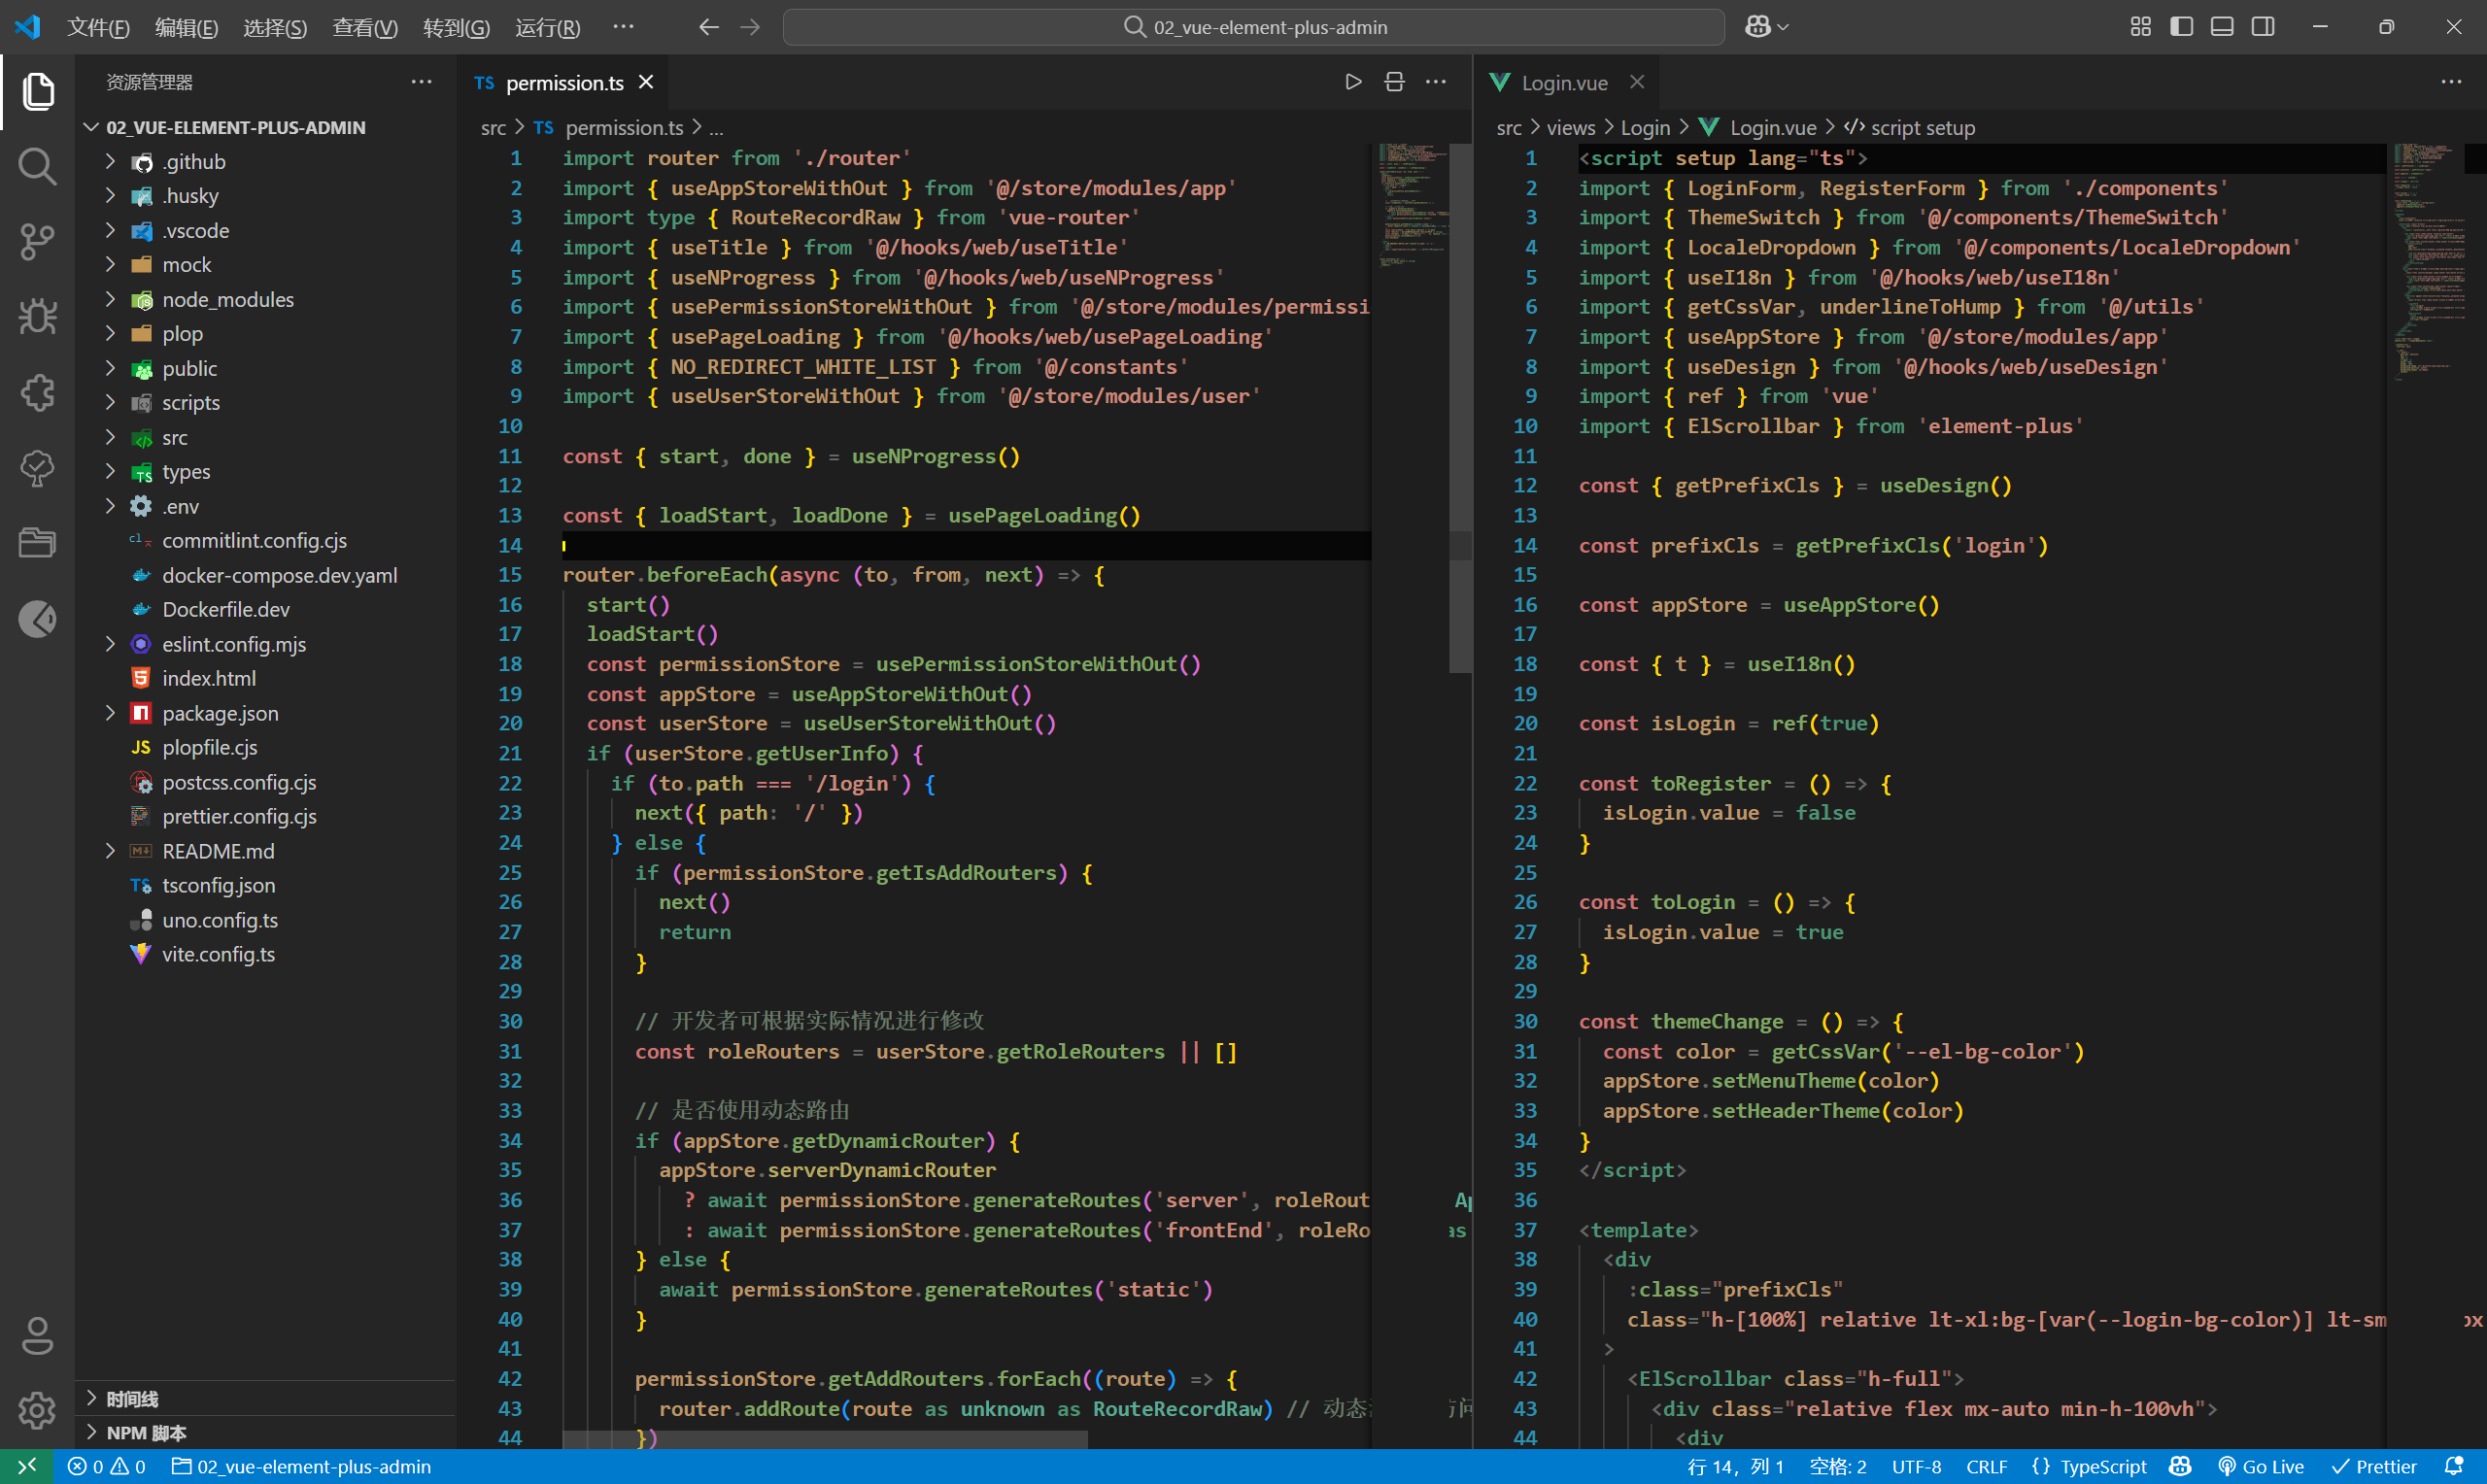 文件(F) 编辑(E) 选择(S) 查看(V) 转到(G) 运行(R) ··· 02_vue-element-plus-admin
资源管理器
02_VUE-ELEMENT-PLUS-ADMIN
.github
.husky
.vscode
mock
node_modules
plop
public
scripts
src
types
.env
commitlint.config.cjs
docker-compose.dev.yaml
Dockerfile.dev
eslint.config.mjs
index.html
package.json
plopfile.cjs
postcss.config.cjs
prettier.config.cjs
README.md
tsconfig.json
uno.config.ts
vite.config.ts
时间线
NPM 脚本
TS permission.ts
src > TS permission.ts > ...
1 import router from './router'
2 import { useAppStoreWithOut } from '@/store/modules/app'
3 import type { RouteRecordRaw } from 'vue-router'
4 import { useTitle } from '@/hooks/web/useTitle'
5 import { useNProgress } from '@/hooks/web/useNProgress'
6 import { usePermissionStoreWithOut } from '@/store/modules/permissi
7 import { usePageLoading } from '@/hooks/web/usePageLoading'
8 import { NO_REDIRECT_WHITE_LIST } from '@/constants'
9 import { useUserStoreWithOut } from '@/store/modules/user'
10
11 const { start, done } = useNProgress()
12
13 const { loadStart, loadDone } = usePageLoading()
14
15 router.beforeEach(async (to, from, next) => {
16 start()
17 loadStart()
18 const permissionStore = usePermissionStoreWithOut()
19 const appStore = useAppStoreWithOut()
20 const userStore = useUserStoreWithOut()
21 if (userStore.getUserInfo) {
22 if (to.path === '/login') {
23 next({ path: '/' })
24 } else {
25 if (permissionStore.getIsAddRouters) {
26 next()
27 return
28 }
29
30 // 开发者可根据实际情况进行修改
31 const roleRouters = userStore.getRoleRouters || []
32
33 // 是否使用动态路由
34 if (appStore.getDynamicRouter) {
35 appStore.serverDynamicRouter
36 ? await permissionStore.generateRoutes('server', roleRout
37 : await permissionStore.generateRoutes('frontEnd', roleRo as
38 } else {
39 await permissionStore.generateRoutes('static')
40 }
41
42 permissionStore.getAddRouters.forEach((route) => {
43 router.addRoute(route as unknown as RouteRecordRaw) // 动态
44 })
Login.vue
src > views > Login > Login.vue > script setup
1 <script setup lang="ts">
2 import { LoginForm, RegisterForm } from './components'
3 import { ThemeSwitch } from '@/components/ThemeSwitch'
4 import { LocaleDropdown } from '@/components/LocaleDropdown'
5 import { useI18n } from '@/hooks/web/useI18n'
6 import { getCssVar, underlineToHump } from '@/utils'
7 import { useAppStore } from '@/store/modules/app'
8 import { useDesign } from '@/hooks/web/useDesign'
9 import { ref } from 'vue'
10 import { ElScrollbar } from 'element-plus'
11
12 const { getPrefixCls } = useDesign()
13
14 const prefixCls = getPrefixCls('login')
15
16 const appStore = useAppStore()
17
18 const { t } = useI18n()
19
20 const isLogin = ref(true)
21
22 const toRegister = () => {
23 isLogin.value = false
24 }
25
26 const toLogin = () => {
27 isLogin.value = true
28 }
29
30 const themeChange = () => {
31 const color = getCssVar('--el-bg-color')
32 appStore.setMenuTheme(color)
33 appStore.setHeaderTheme(color)
34 }
35 </script>
36
37 <template>
38 <div
39 :class="prefixCls"
40 class="h-[100%] relative lt-xl:bg-[var(--login-bg-color)] lt-sm
41 >
42 <ElScrollbar class="h-full">
43 <div class="relative flex mx-auto min-h-100vh">
44 <div
0 0 02_vue-element-plus-admin 行 14，列 1 空格: 2 UTF-8 CRLF {} TypeScript Go Live Prettier